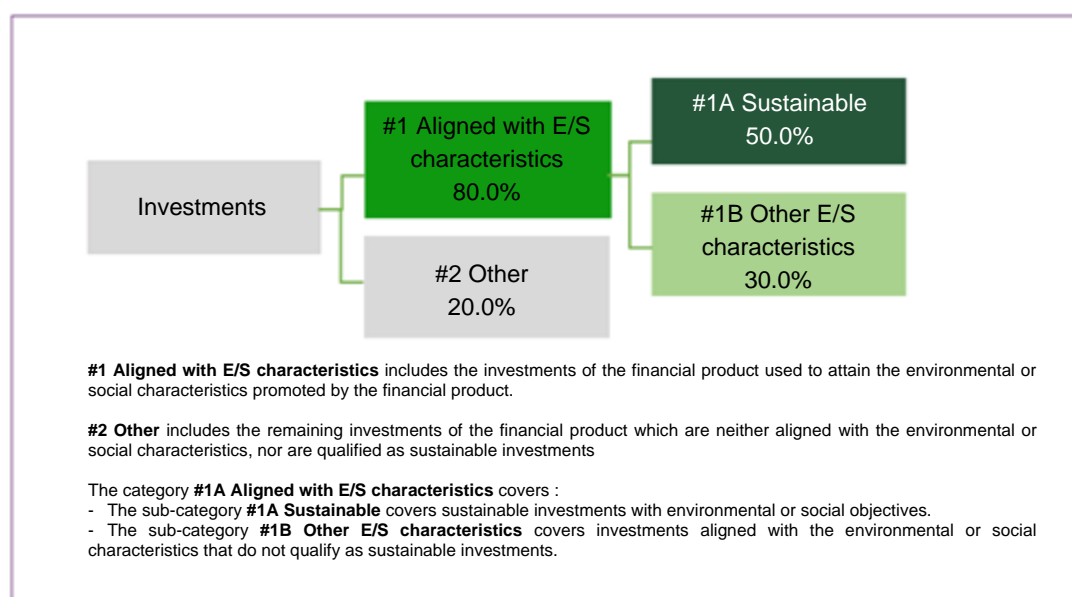 Investments
#1 Aligned with E/S
characteristics
80.0%
#2 Other
20.0%
#1A Sustainable
50.0%
#1B Other E/S
characteristics
30.0%
#1 Aligned with E/S characteristics includes the investments of the financial product used to attain the environmental or
social characteristics promoted by the financial product.
#2 Other includes the remaining investments of the financial product which are neither aligned with the environmental or
social characteristics, nor are qualified as sustainable investments
The category #1A Aligned with E/S characteristics covers :
- The sub-category #1A Sustainable covers sustainable investments with environmental or social objectives.
- The sub-category #1B Other E/S characteristics covers investments aligned with the environmental or social
characteristics that do not qualify as sustainable investments.